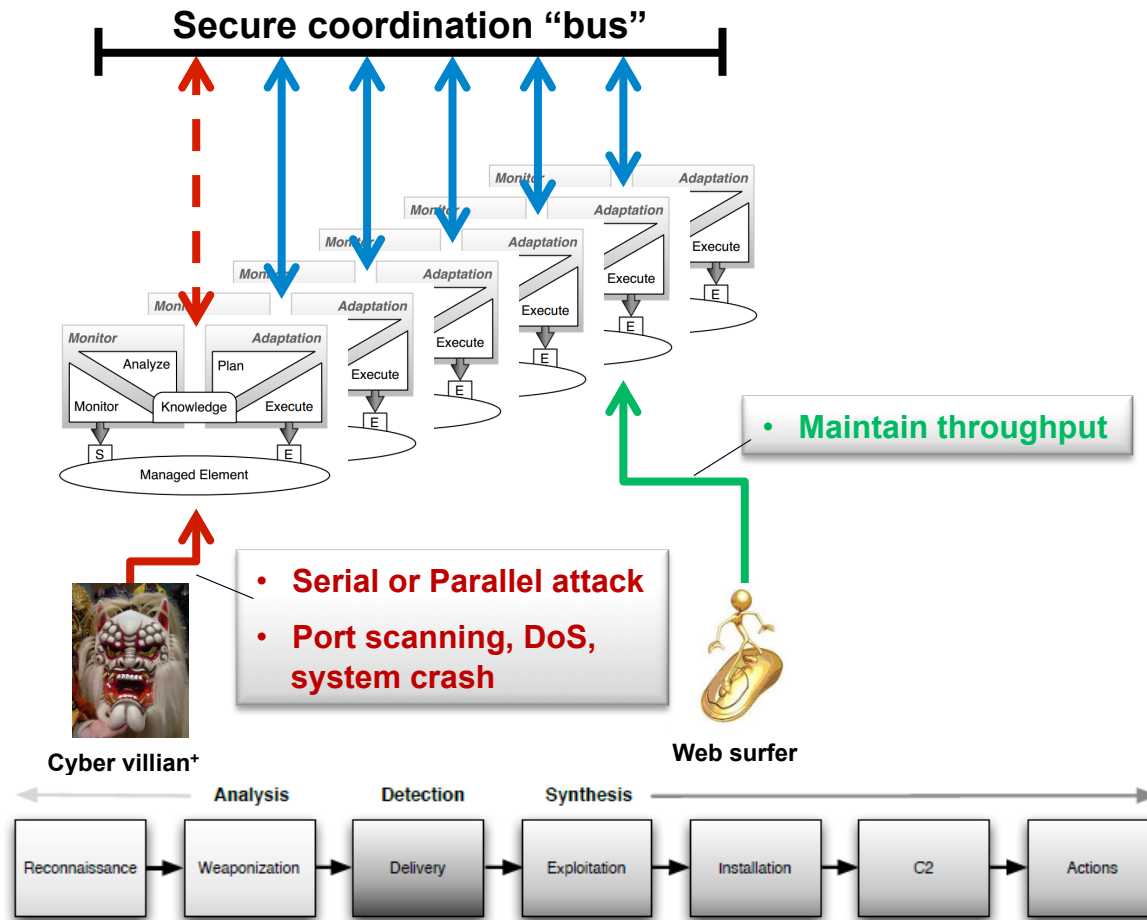 Secure coordination “bus”
Monitor
Adaptation
Execute
E
Monitor
Adaptation
Execute
E
Monitor
Adaptation
Execute
E
Monitor
Adaptation
Execute
E
Monitor
Adaptation
Execute
E
Monitor
Adaptation
Analyze
Plan
Monitor
Knowledge
Execute
S
E
Managed Element
• Maintain throughput
• Serial or Parallel attack
• Port scanning, DoS,
system crash
Cyber villian+
Web surfer
Analysis Detection Synthesis
Reconnaissance Weaponization Delivery Exploitation Installation C2 Actions